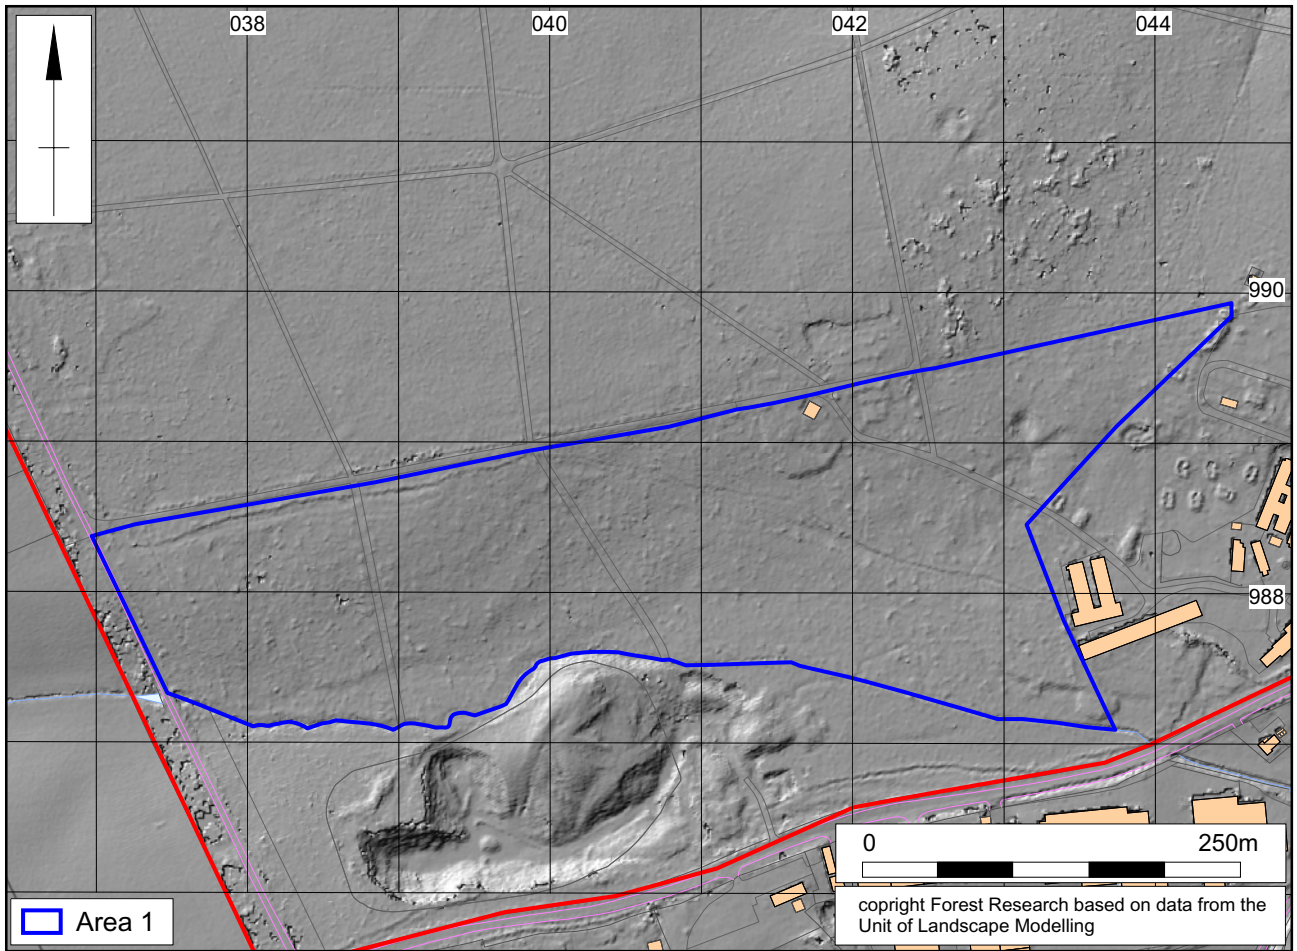 038
040
042
044
990
988
0
250m
copright Forest Research based on data from the
Unit of Landscape Modelling
Area 1